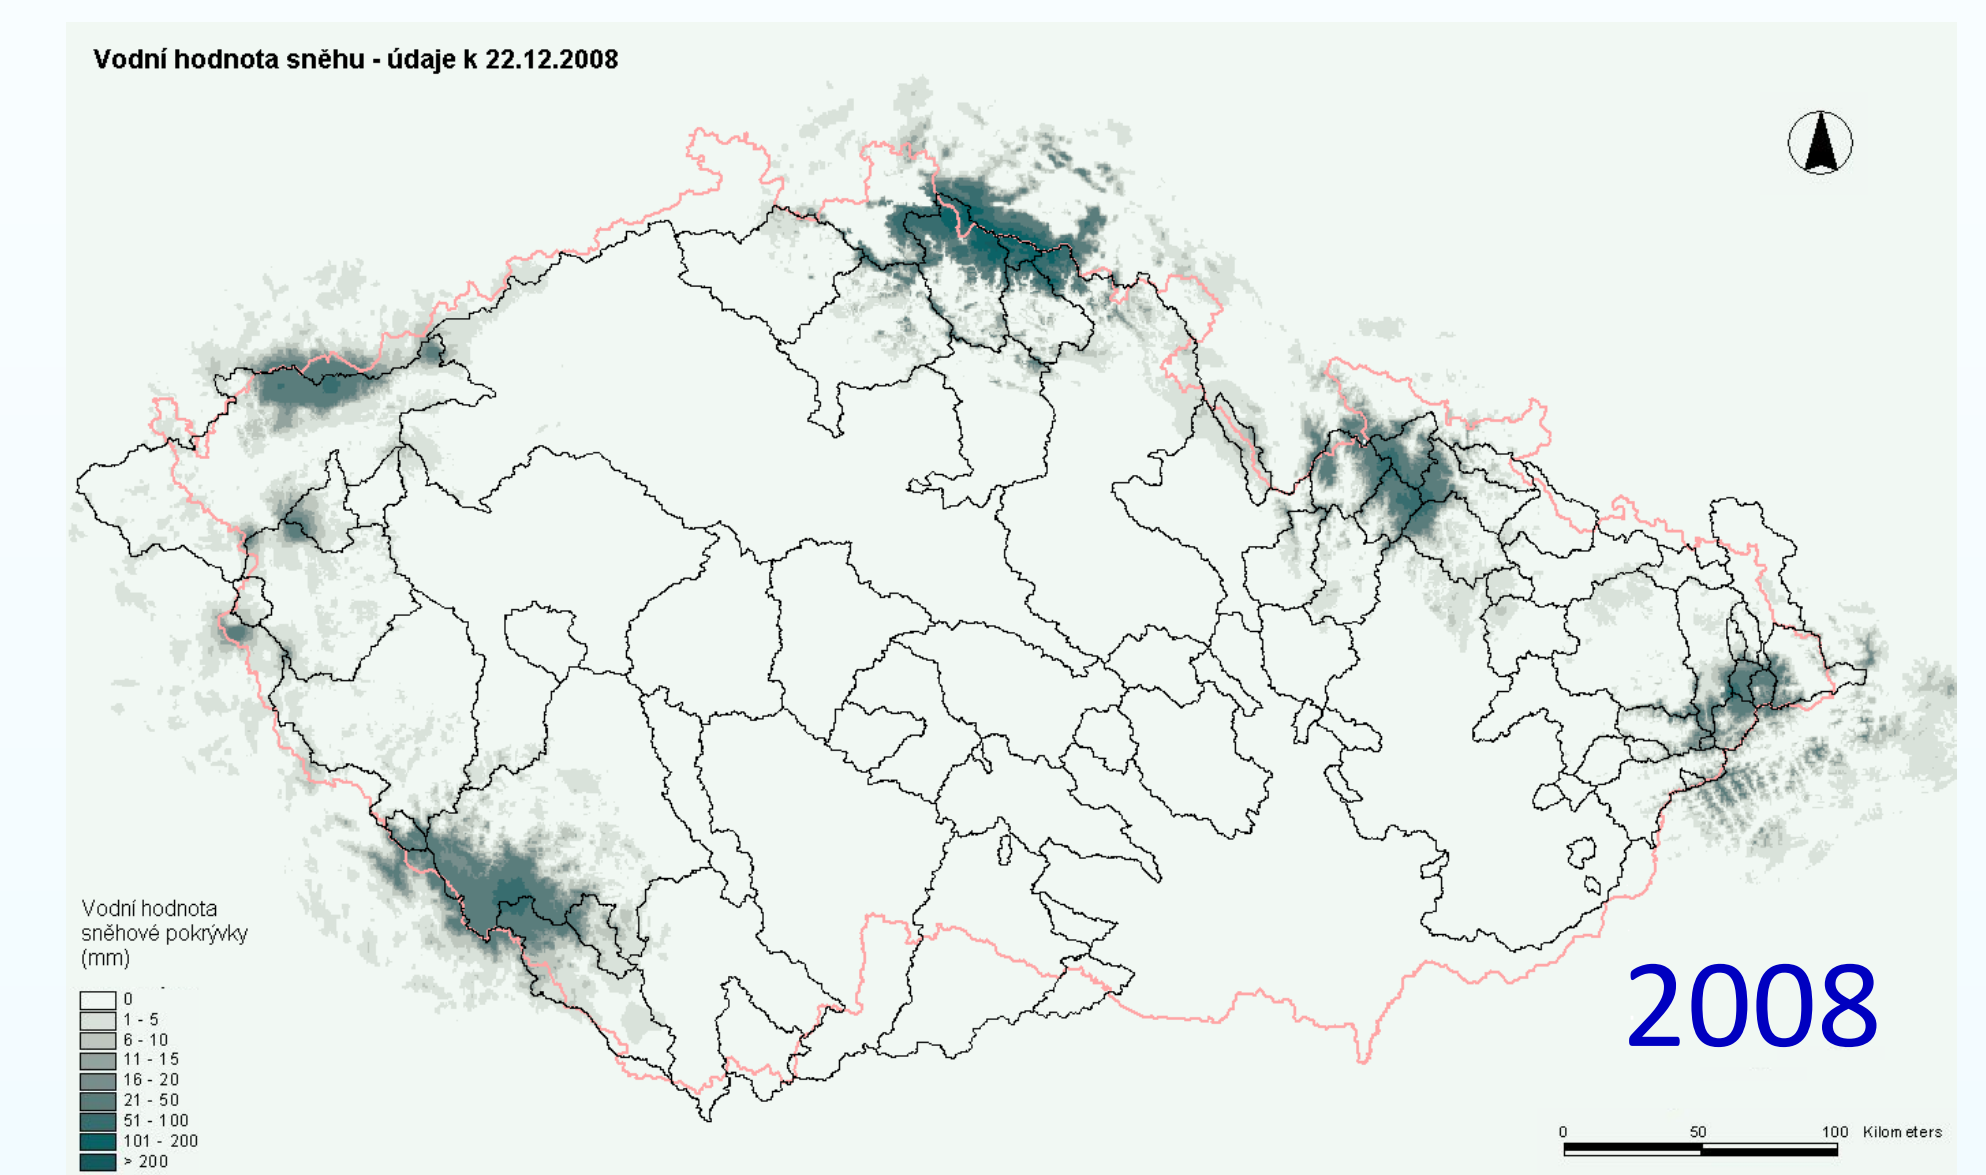 Vodní hodnota sněhu - údaje k 22.12.2008
Vodní hodnota
sněhové pokrývky
(mm)
0
1 - 5
6 - 10
11 - 15
16 - 20
21 - 50
51 - 100
101 - 200
> 200
2008
0 50 100 Kilometers